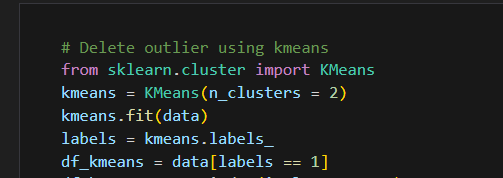 # Delete outlier using kmeans
from sklearn.cluster import KMeans
kmeans = KMeans(n_clusters = 2)
kmeans.fit(data)
labels = kmeans.labels_
df_kmeans = data[labels == 1]